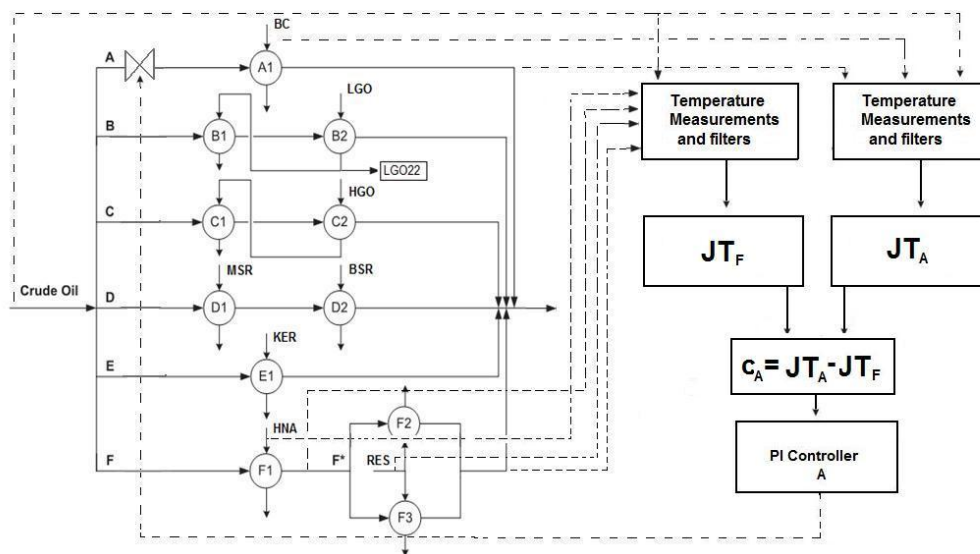 BC
A
A1
LGO
B
B1
B2
LGO22
HGO
C
C1
C2
MSR
BSR
Crude Oil
D
D1
D2
KER
E
E1
HNA
F2
F
F1
F*
RES
F3
Temperature
Measurements
and filters
Temperature
Measurements
and filters
JTF
JTA
cA= JTA-JTF
PI Controller
A